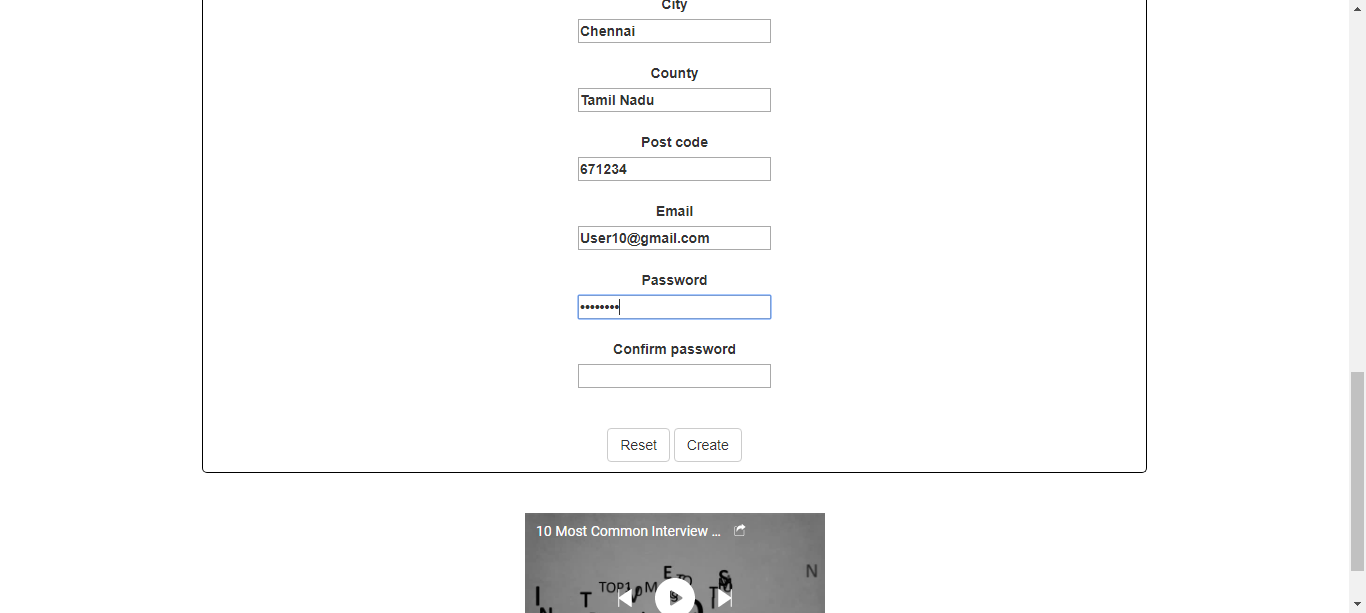 City
Chennai
County
Tamil Nadu
Post code
671234
Email
User10@gmail.com
Password
••••••••
Confirm password
Reset Create
10 Most Common Interview ...